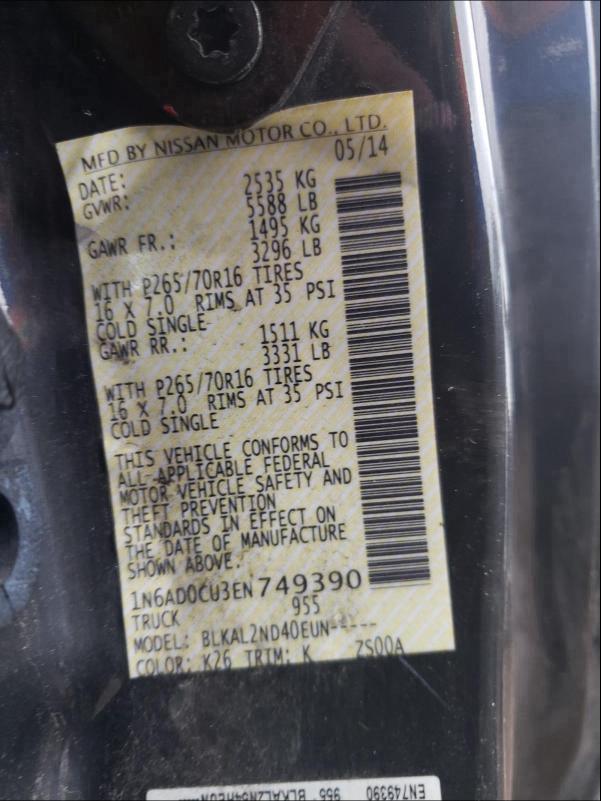 MFD BY NISSAN MOTOR CO., LTD.
DATE: 05/14
GVWR: 2535 KG
5588 LB
GAWR FR.: 1495 KG
3296 LB
WITH P265/70R16 TIRES
16 X 7.0 RIMS AT 35 PSI
COLD SINGLE
GAWR RR.: 1511 KG
3331 LB
WITH P265/70R16 TIRES
16 X 7.0 RIMS AT 35 PSI
COLD SINGLE
THIS VEHICLE CONFORMS TO
ALL APPLICABLE FEDERAL
MOTOR VEHICLE SAFETY AND
THEFT PREVENTION
STANDARDS IN EFFECT ON
THE DATE OF MANUFACTURE
SHOWN ABOVE.
1N6AD0CU3EN749390
TRUCK 955
MODEL: BLKAL2ND40EUN-----
COLOR: K26 TRIM: K ZS00A
EN749390